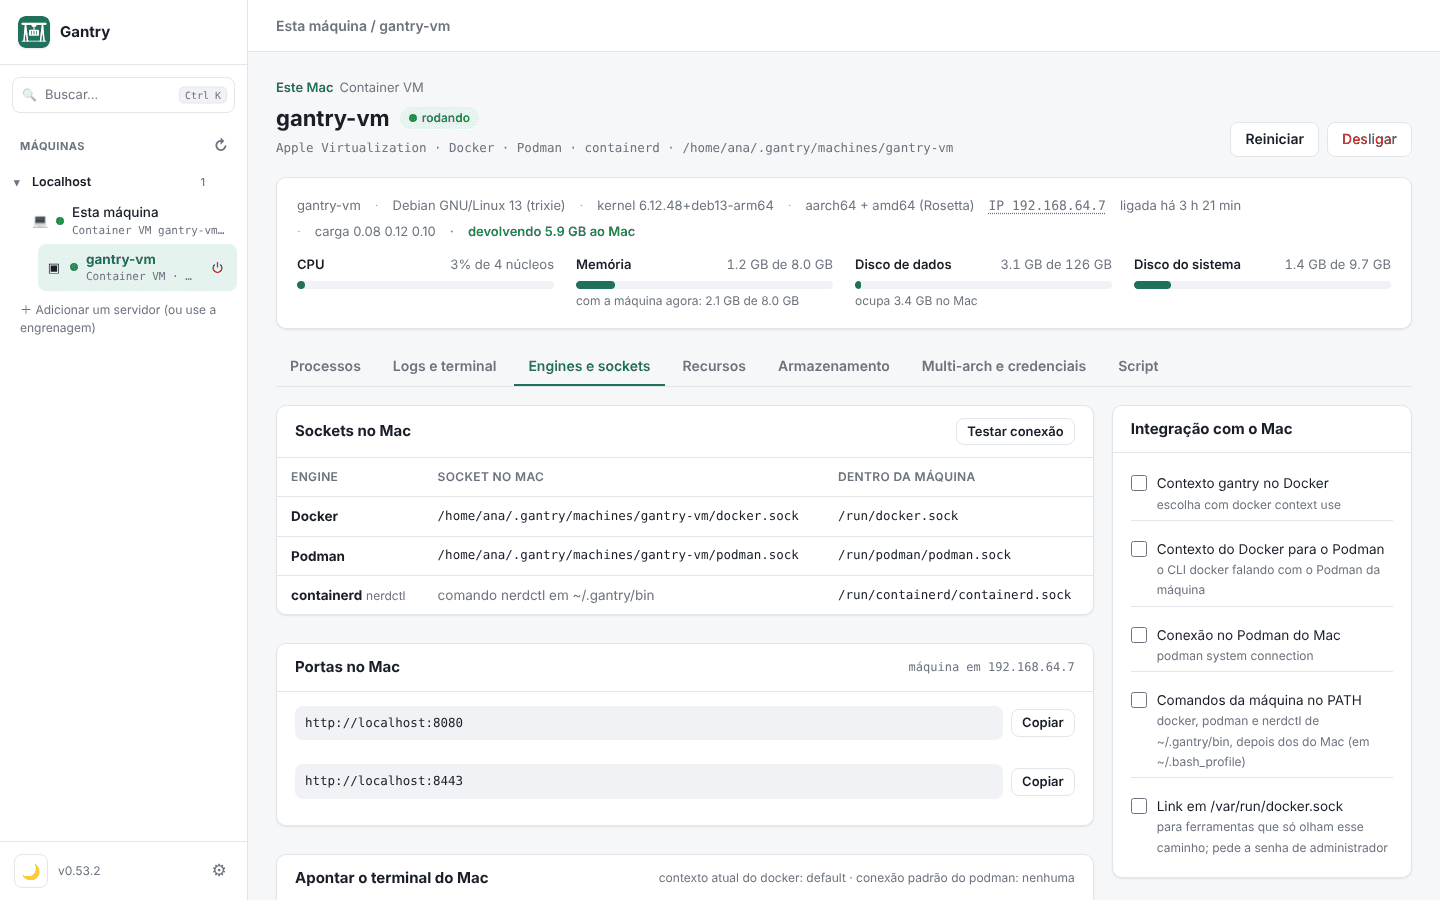 Gantry
Buscar... Ctrl K
MÁQUINAS
Localhost 1
Esta máquina
Container VM gantry-vm…
gantry-vm
Container VM · …
+ Adicionar um servidor (ou use a
engrenagem)
v0.53.2
Esta máquina / gantry-vm
Este Mac Container VM
gantry-vm rodando
Apple Virtualization · Docker · Podman · containerd · /home/ana/.gantry/machines/gantry-vm
Reiniciar Desligar
gantry-vm · Debian GNU/Linux 13 (trixie) · kernel 6.12.48+deb13-arm64 · aarch64 + amd64 (Rosetta) IP 192.168.64.7 ligada há 3 h 21 min
· carga 0.08 0.12 0.10 · devolvendo 5.9 GB ao Mac
CPU 3% de 4 núcleos
Memória 1.2 GB de 8.0 GB
com a máquina agora: 2.1 GB de 8.0 GB
Disco de dados 3.1 GB de 126 GB
ocupa 3.4 GB no Mac
Disco do sistema 1.4 GB de 9.7 GB
Processos Logs e terminal Engines e sockets Recursos Armazenamento Multi-arch e credenciais Script
Sockets no Mac Testar conexão
ENGINE SOCKET NO MAC DENTRO DA MÁQUINA
Docker /home/ana/.gantry/machines/gantry-vm/docker.sock /run/docker.sock
Podman /home/ana/.gantry/machines/gantry-vm/podman.sock /run/podman/podman.sock
containerd nerdctl comando nerdctl em ~/.gantry/bin /run/containerd/containerd.sock
Portas no Mac máquina em 192.168.64.7
http://localhost:8080 Copiar
http://localhost:8443 Copiar
Apontar o terminal do Mac contexto atual do docker: default · conexão padrão do podman: nenhuma
Integração com o Mac
Contexto gantry no Docker
escolha com docker context use
Contexto do Docker para o Podman
o CLI docker falando com o Podman da
máquina
Conexão no Podman do Mac
podman system connection
Comandos da máquina no PATH
docker, podman e nerdctl de
~/.gantry/bin, depois dos do Mac (em
~/.bash_profile)
Link em /var/run/docker.sock
para ferramentas que só olham esse
caminho; pede a senha de administrador